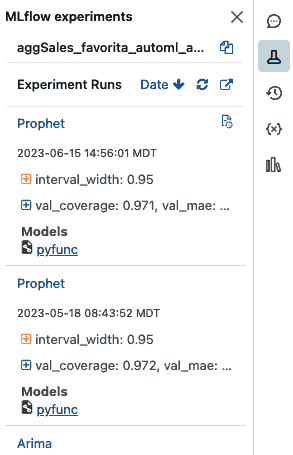 MLflow experiments
aggSales_favorita_automl_a...
Experiment Runs Date
Prophet
2023-06-15 14:56:01 MDT
interval_width: 0.95
val_coverage: 0.971, val_mae: ...
Models
pyfunc
Prophet
2023-05-18 08:43:52 MDT
interval_width: 0.95
val_coverage: 0.972, val_mae: ...
Models
pyfunc
Arima